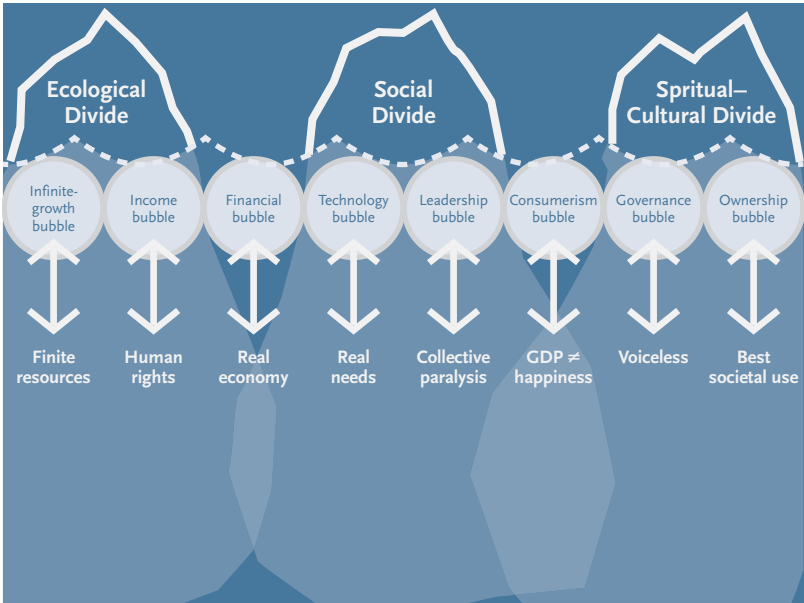 Ecological
Divide
Social
Divide
Spritual–
Cultural Divide
Infinite-
growth
bubble
Income
bubble
Financial
bubble
Technology
bubble
Leadership
bubble
Consumerism
bubble
Governance
bubble
Ownership
bubble
Finite
resources
Human
rights
Real
economy
Real
needs
Collective
paralysis
GDP ≠
happiness
Voiceless
Best
societal use